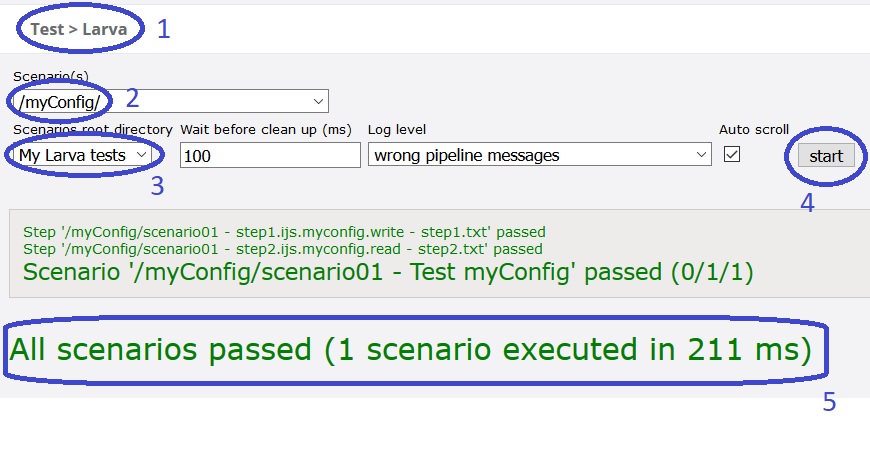 Test > Larva 1
Scenario(s)
/myConfig/ 2
Scenarios root directory Wait before clean up (ms) Log level Auto scroll
My Larva tests 100 wrong pipeline messages start
3
4
Step '/myConfig/scenario01 - step1.ijs.myconfig.write - step1.txt' passed
Step '/myConfig/scenario01 - step2.ijs.myconfig.read - step2.txt' passed
Scenario '/myConfig/scenario01 - Test myConfig' passed (0/1/1)
All scenarios passed (1 scenario executed in 211 ms)
5